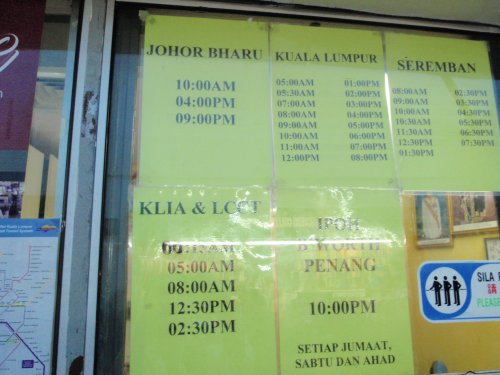 JOHOR BHARU
10:00AM
04:00PM
09:00PM
KUALA LUMPUR
05:00AM 01:00PM
05:30AM 02:00PM
07:00AM 03:00PM
08:00AM 04:00PM
09:00AM 05:00PM
10:00AM 06:00PM
11:00AM 07:00PM
12:00PM 08:00PM
SEREMBAN
08:00AM 02:30PM
09:00AM 03:30PM
10:00AM 04:30PM
10:30AM 05:30PM
11:30AM 06:30PM
12:30PM 07:30PM
01:30PM
KLIA & LCCT
05:00AM
08:00AM
12:30PM
02:30PM
IPOH
B'WORTH
PENANG
10:00PM
SETIAP JUMAAT,
SABTU DAN AHAD
SILA
請
PLEASE